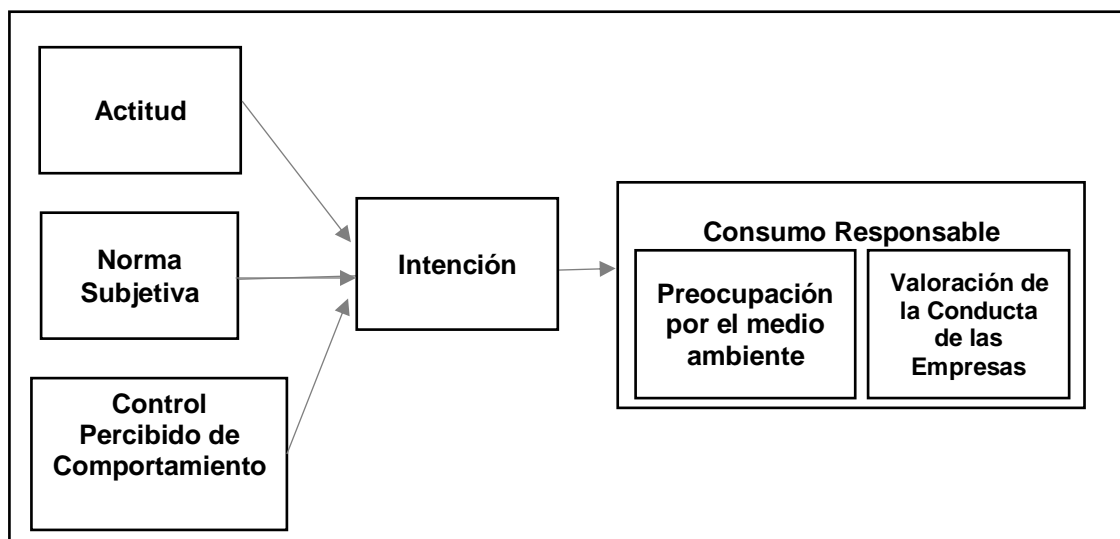 Actitud
Norma
Subjetiva
Control
Percibido de
Comportamiento
Intención
Consumo Responsable
Preocupación
por el medio
ambiente
Valoración de
la Conducta
de las
Empresas